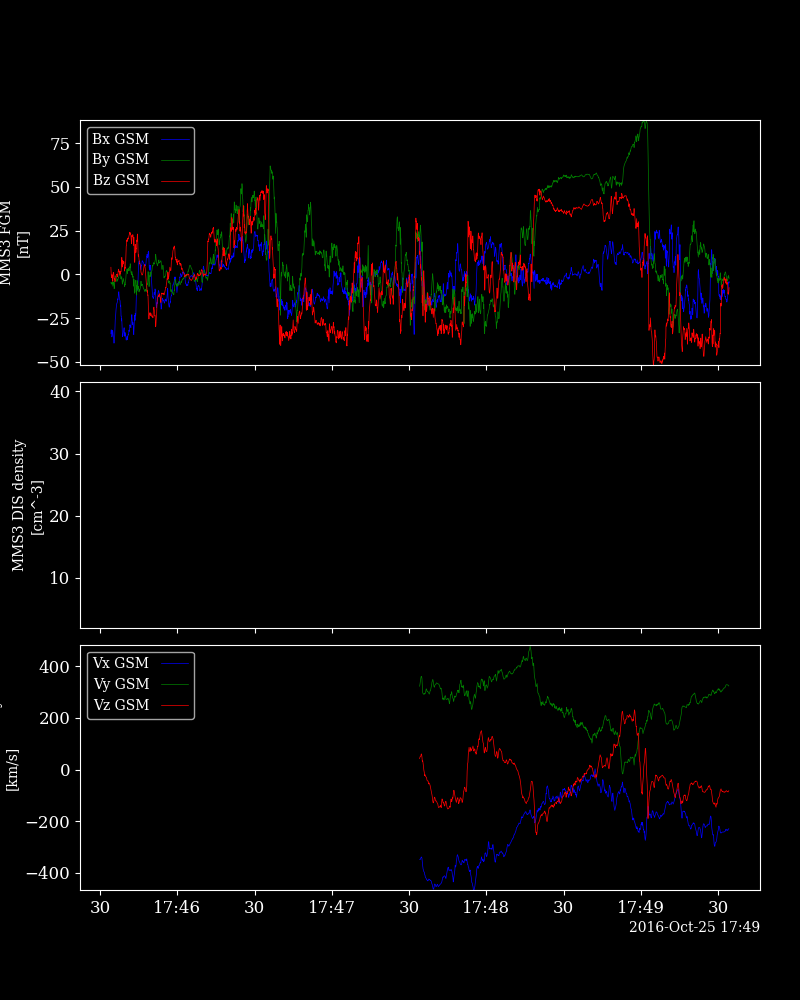 75
50
25
0
−25
−50
MMS3 FGM
[nT]
Bx GSM
By GSM
Bz GSM
40
30
20
10
MMS3 DIS density
[cm^-3]
400
200
0
−200
−400
[km/s]
Vx GSM
Vy GSM
Vz GSM
30 17:46 30 17:47 30 17:48 30 17:49 30
2016-Oct-25 17:49